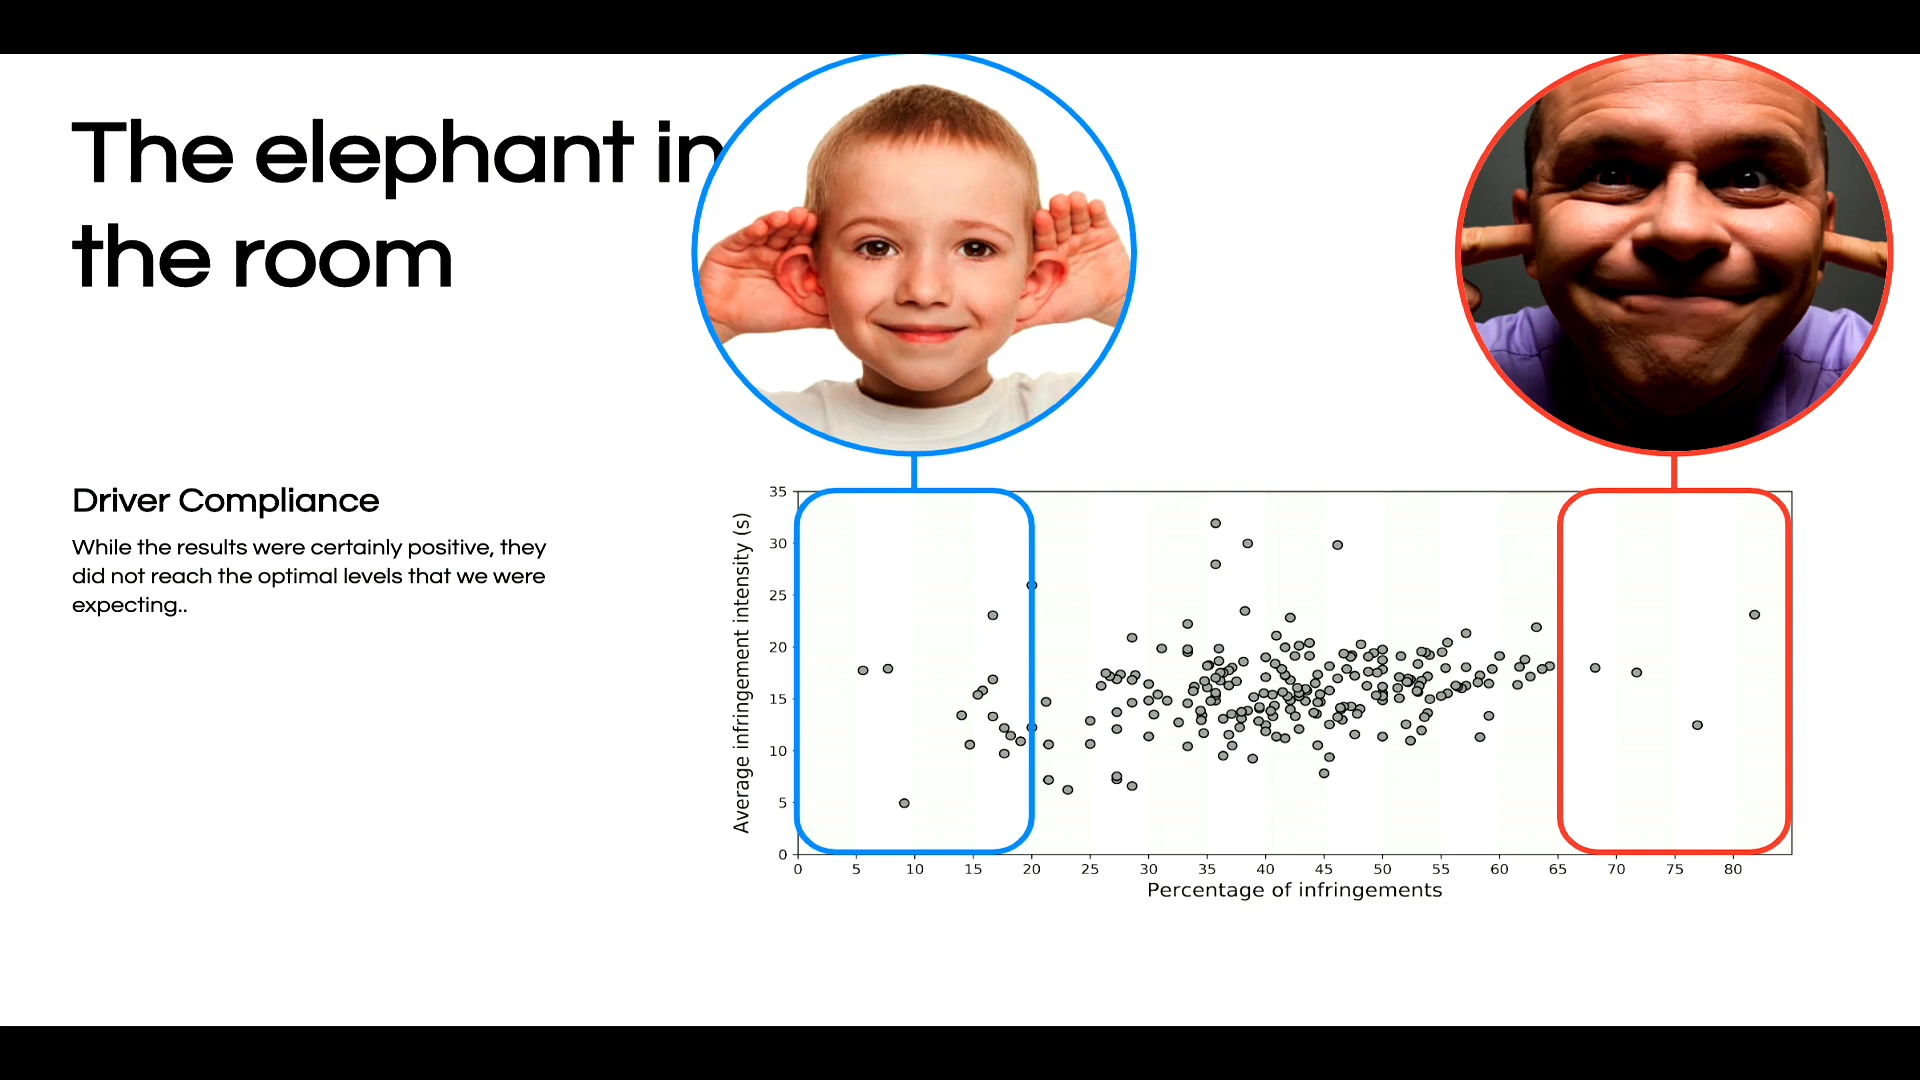 The elephant in
the room
Driver Compliance
While the results were certainly positive, they
did not reach the optimal levels that we were
expecting..
Average infringement intensity (s)
35
30
25
20
15
10
5
0
0 5 10 15 20 25 30 35 40 45 50 55 60 65 70 75 80
Percentage of infringements